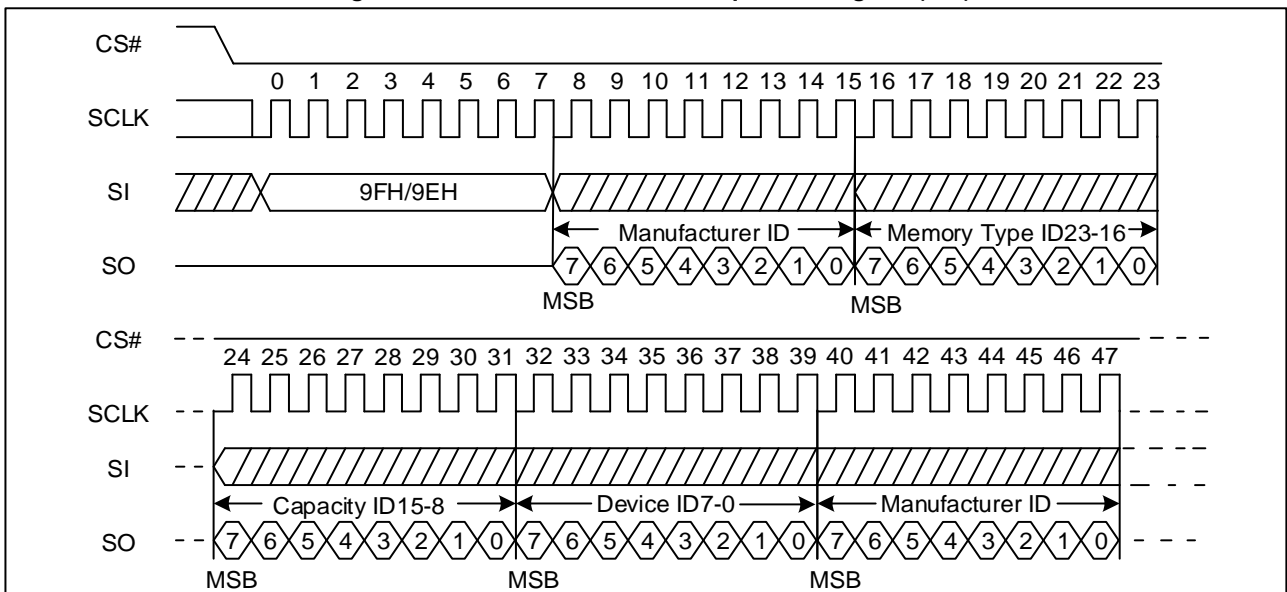 CS#
0 1 2 3 4 5 6 7 8 9 10 11 12 13 14 15 16 17 18 19 20 21 22 23
SCLK
SI 9FH/9EH
Manufacturer ID Memory Type ID23-16
SO 7 6 5 4 3 2 1 0 7 6 5 4 3 2 1 0
MSB MSB
CS#
24 25 26 27 28 29 30 31 32 33 34 35 36 37 38 39 40 41 42 43 44 45 46 47
SCLK
SI
Capacity ID15-8 Device ID7-0 Manufacturer ID
SO 7 6 5 4 3 2 1 0 7 6 5 4 3 2 1 0 7 6 5 4 3 2 1 0
MSB MSB MSB